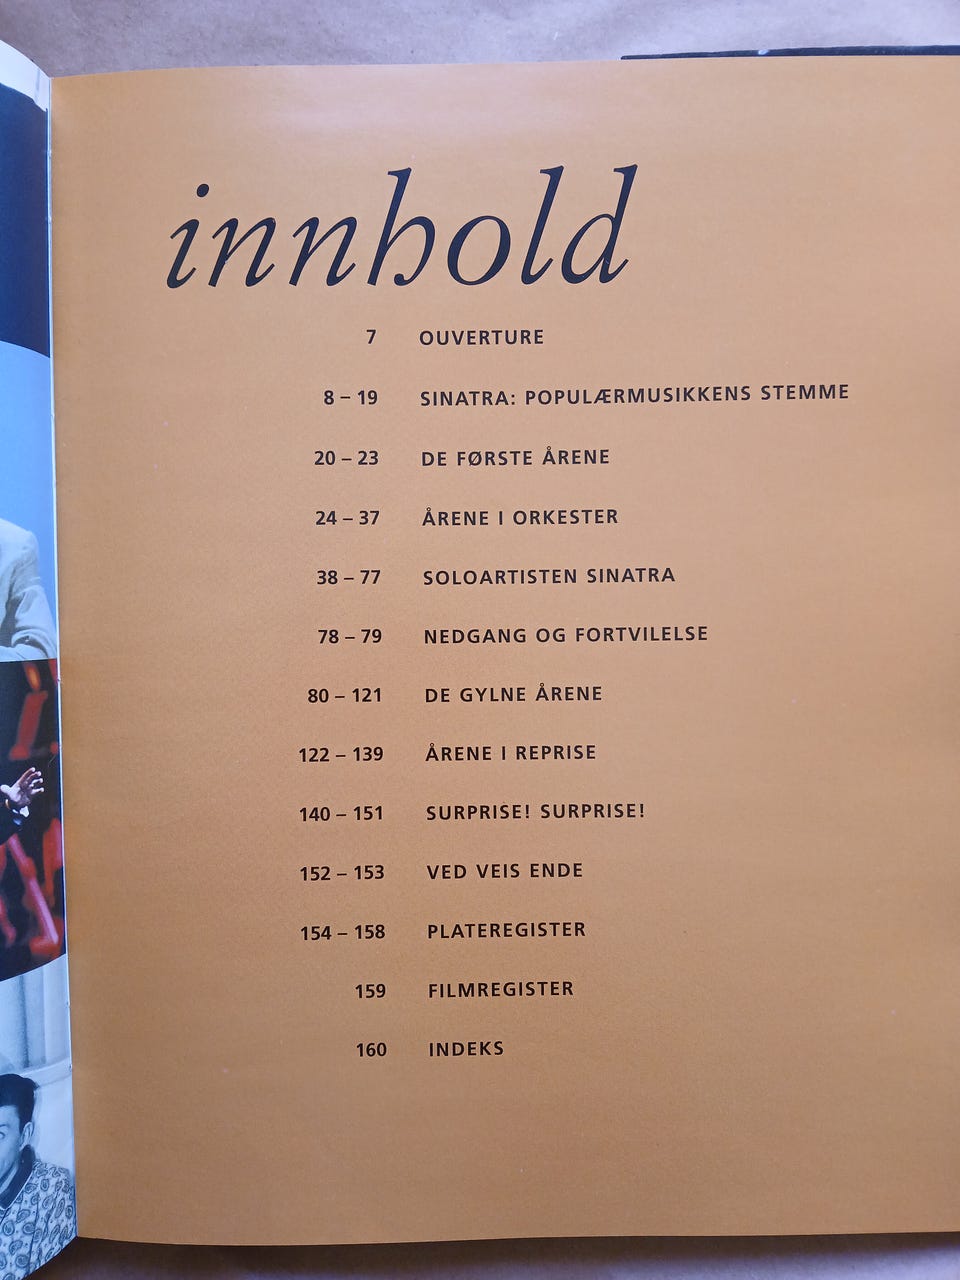 innhold
7 OUVERTURE
8 – 19 SINATRA: POPULÆRMUSIKKENS STEMME
20 – 23 DE FØRSTE ÅRENE
24 – 37 ÅRENE I ORKESTER
38 – 77 SOLOARTISTEN SINATRA
78 – 79 NEDGANG OG FORTVILELSE
80 – 121 DE GYLNE ÅRENE
122 – 139 ÅRENE I REPRISE
140 – 151 SURPRISE! SURPRISE!
152 – 153 VED VEIS ENDE
154 – 158 PLATEREGISTER
159 FILMREGISTER
160 INDEKS